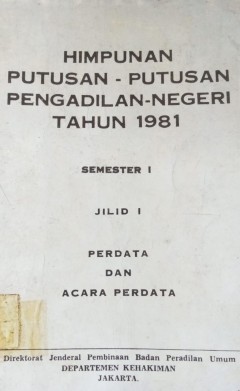 HIMPUNAN
PUTUSAN - PUTUSAN
PENGADILAN-NEGERI
TAHUN 1981
SEMESTER I
JILID I
PERDATA
DAN
ACARA PERDATA
Direktorat Jenderal Pembinaan Badan Peradilan Umum
DEPARTEMEN KEHAKIMAN
JAKARTA.